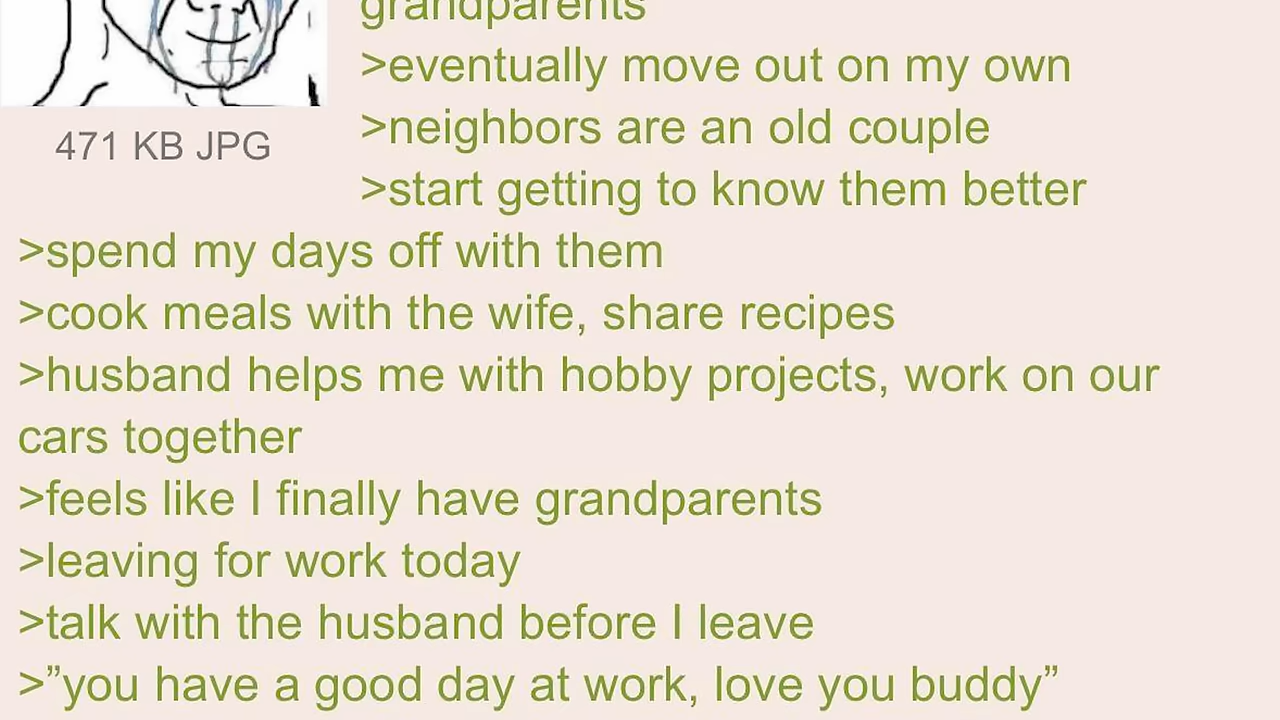 grandparents
>eventually move out on my own
>neighbors are an old couple
471 KB JPG
>start getting to know them better
>spend my days off with them
>cook meals with the wife, share recipes
>husband helps me with hobby projects, work on our
cars together
>feels like I finally have grandparents
>leaving for work today
>talk with the husband before I leave
>”you have a good day at work, love you buddy”